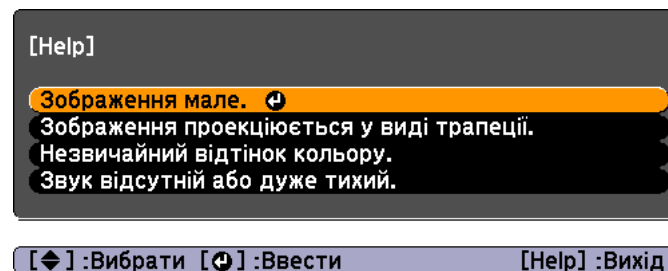 [Help]
Зображення мале.
Зображення проекціюється у виді трапеції.
Незвичайний відтінок кольору.
Звук відсутній або дуже тихий.
[◆] :Вибрати [⏎] :Ввести [Help] :Вихід